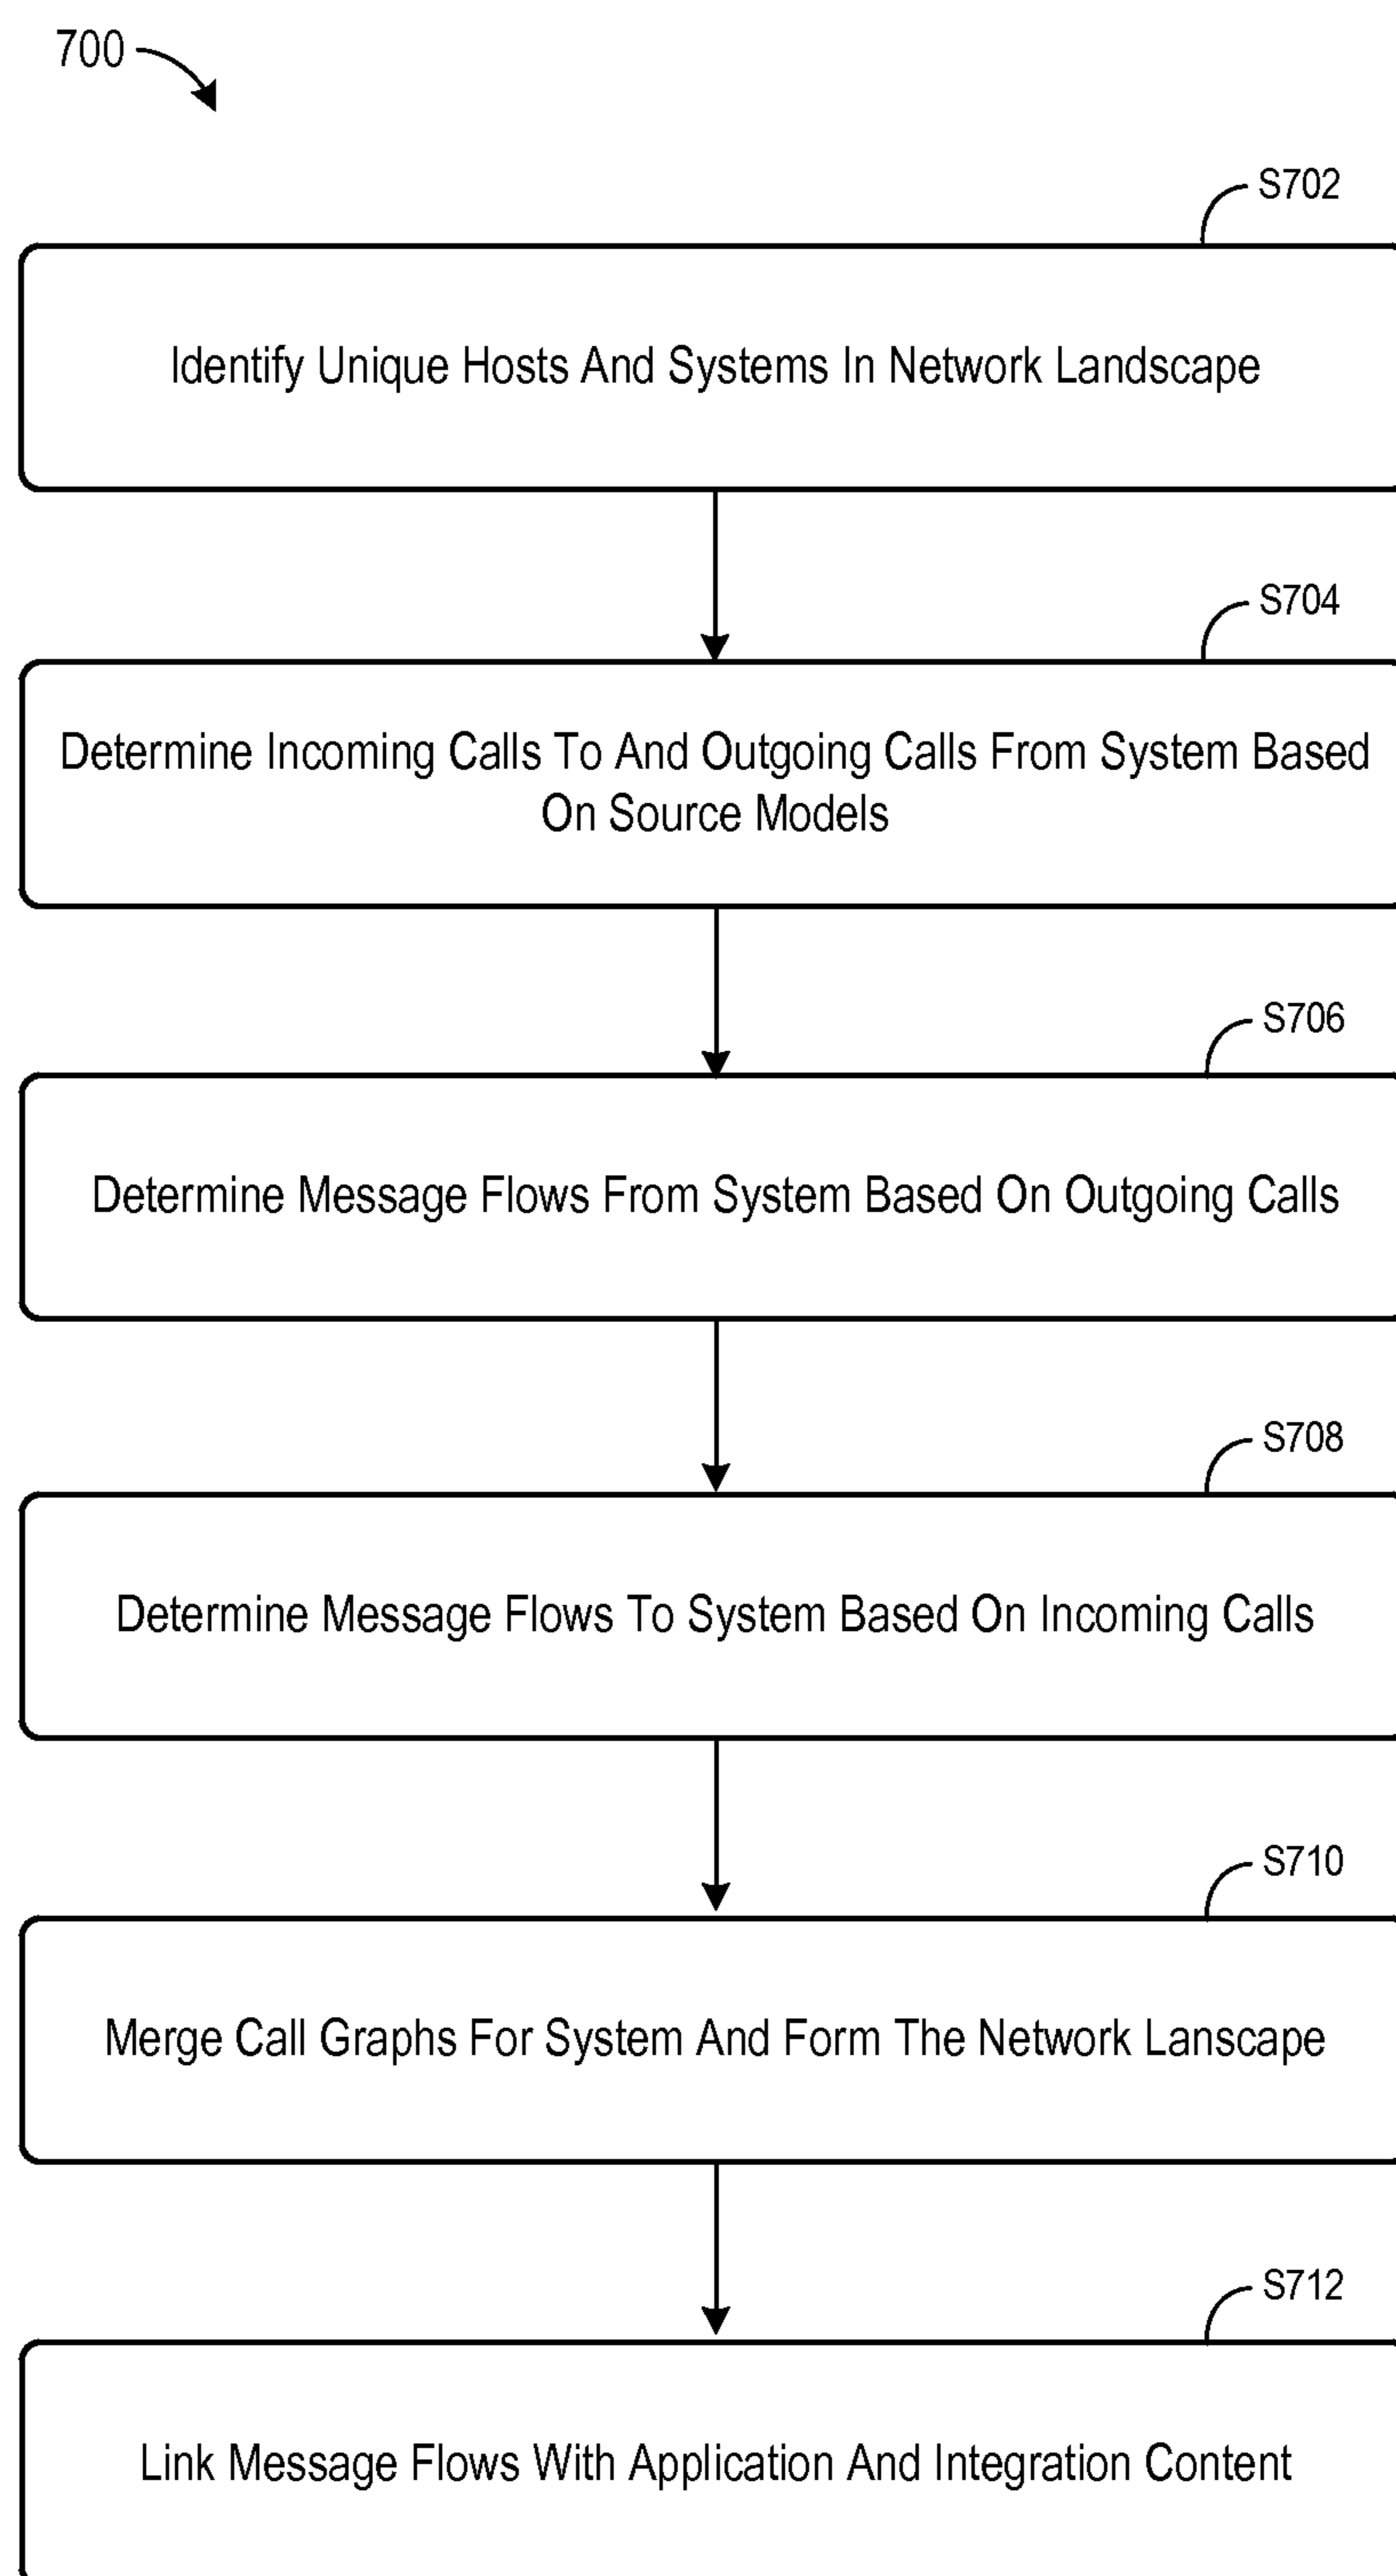 700
S702
Identify Unique Hosts And Systems In Network Landscape
S704
Determine Incoming Calls To And Outgoing Calls From System Based
On Source Models
S706
Determine Message Flows From System Based On Outgoing Calls
S708
Determine Message Flows To System Based On Incoming Calls
S710
Merge Call Graphs For System And Form The Network Lanscape
S712
Link Message Flows With Application And Integration Content